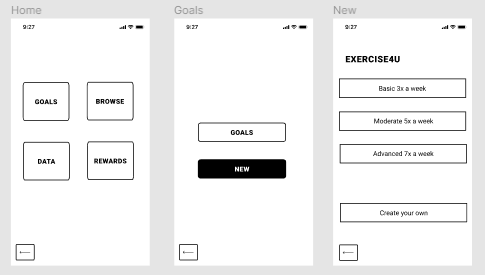 Home
9:27
GOALS
BROWSE
DATA
REWARDS
Goals
9:27
GOALS
NEW
New
9:27
EXERCISE4U
Basic 3x a week
Moderate 5x a week
Advanced 7x a week
Create your own